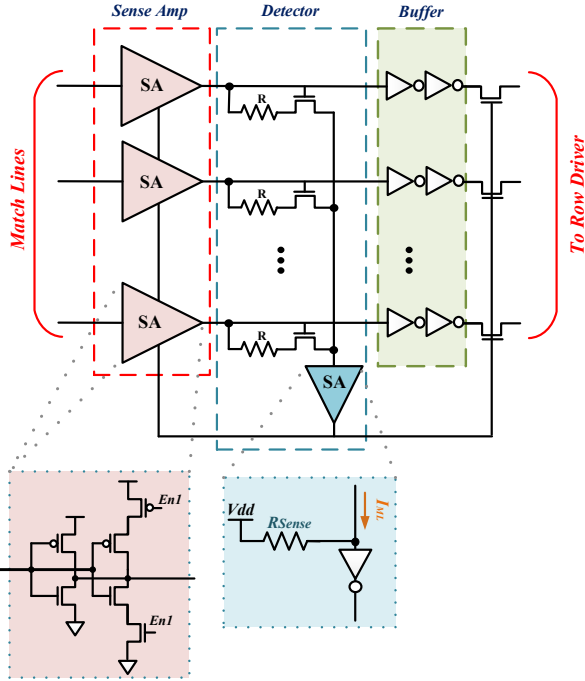 Sense Amp
Detector
Buffer
Match Lines
To Row Driver
SA
R
SA
R
SA
R
SA
En1
En1
Vdd
RSense
IML